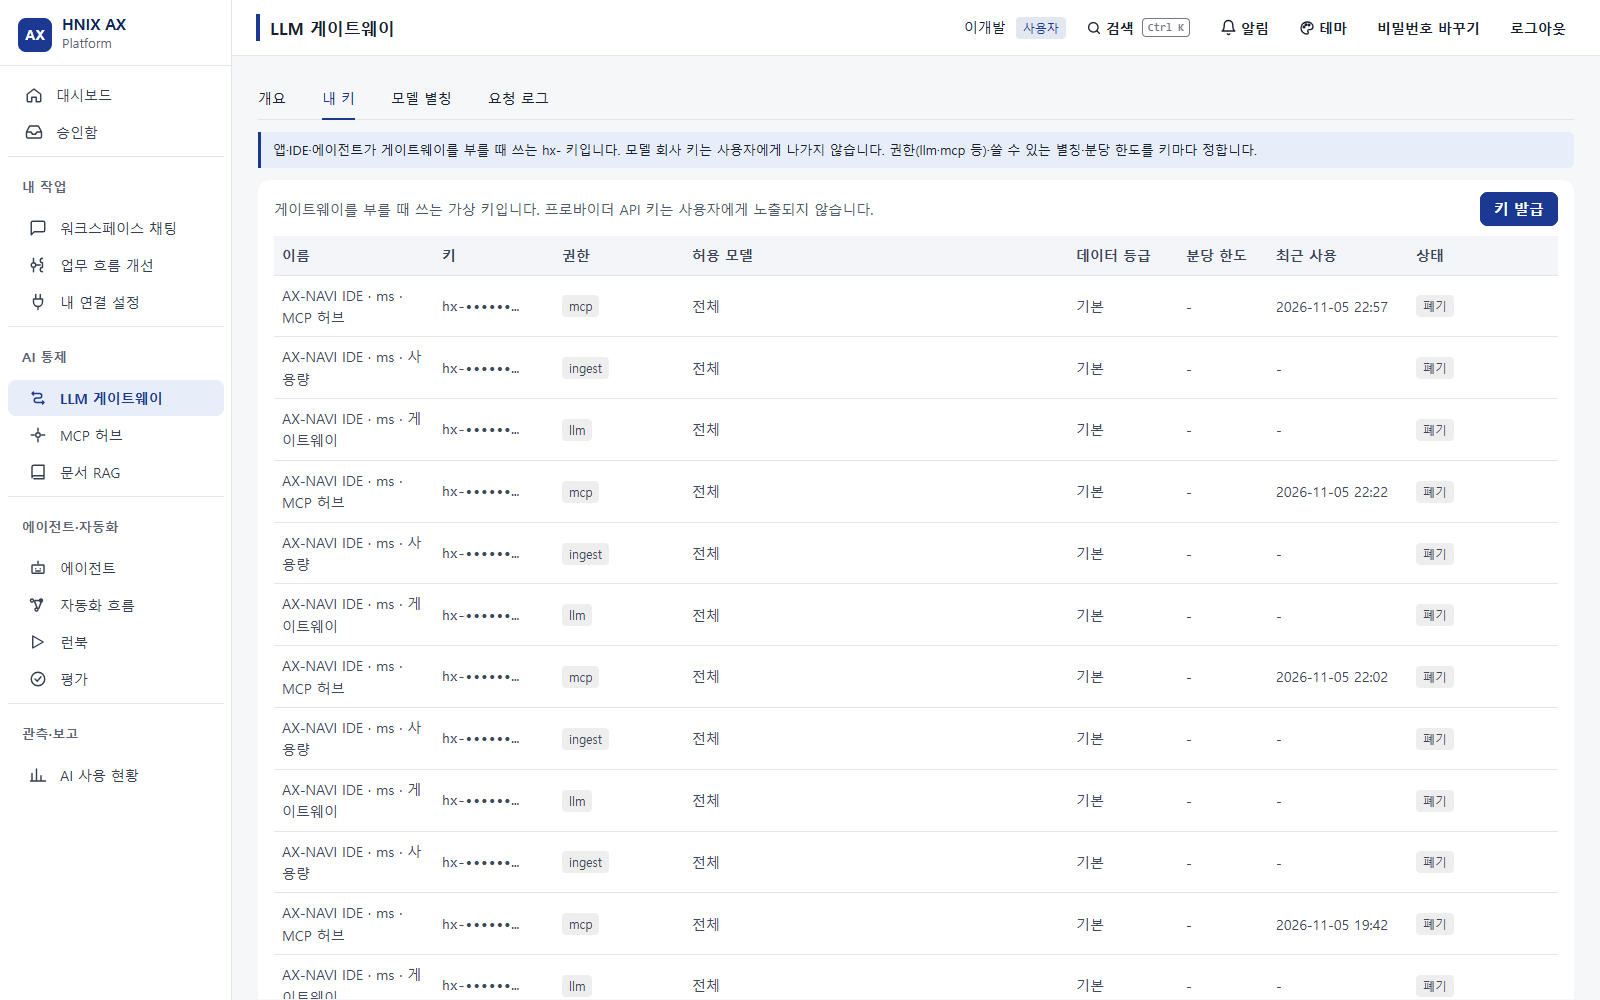 AX
HNIX AX
Platform
LLM 게이트웨이
이개발
사용자
검색
Ctrl K
알림
테마
비밀번호 바꾸기
로그아웃
대시보드
승인함
내 작업
워크스페이스 채팅
업무 흐름 개선
내 연결 설정
AI 통제
LLM 게이트웨이
MCP 허브
문서 RAG
에이전트·자동화
에이전트
자동화 흐름
런북
평가
관측·보고
AI 사용 현황
개요
내 키
모델 별칭
요청 로그
앱·IDE·에이전트가 게이트웨이를 부를 때 쓰는 hx- 키입니다. 모델 회사 키는 사용자에게 나가지 않습니다. 권한(llm·mcp 등)·쓸 수 있는 별칭·분당 한도를 키마다 정합니다.
게이트웨이를 부를 때 쓰는 가상 키입니다. 프로바이더 API 키는 사용자에게 노출되지 않습니다.
키 발급
이름 키 권한 허용 모델 데이터 등급 분당 한도 최근 사용 상태
AX-NAVI IDE · ms ·
MCP 허브
hx-••••••… mcp 전체 기본 - 2026-11-05 22:57 폐기
AX-NAVI IDE · ms · 사
용량
hx-••••••… ingest 전체 기본 - - 폐기
AX-NAVI IDE · ms · 게
이트웨이
hx-••••••… llm 전체 기본 - - 폐기
AX-NAVI IDE · ms ·
MCP 허브
hx-••••••… mcp 전체 기본 - 2026-11-05 22:22 폐기
AX-NAVI IDE · ms · 사
용량
hx-••••••… ingest 전체 기본 - - 폐기
AX-NAVI IDE · ms · 게
이트웨이
hx-••••••… llm 전체 기본 - - 폐기
AX-NAVI IDE · ms ·
MCP 허브
hx-••••••… mcp 전체 기본 - 2026-11-05 22:02 폐기
AX-NAVI IDE · ms · 사
용량
hx-••••••… ingest 전체 기본 - - 폐기
AX-NAVI IDE · ms · 게
이트웨이
hx-••••••… llm 전체 기본 - - 폐기
AX-NAVI IDE · ms · 사
용량
hx-••••••… ingest 전체 기본 - - 폐기
AX-NAVI IDE · ms ·
MCP 허브
hx-••••••… mcp 전체 기본 - 2026-11-05 19:42 폐기
AX-NAVI IDE · ms · 게
이트웨이
hx-••••••… llm 전체 기본 - - 폐기